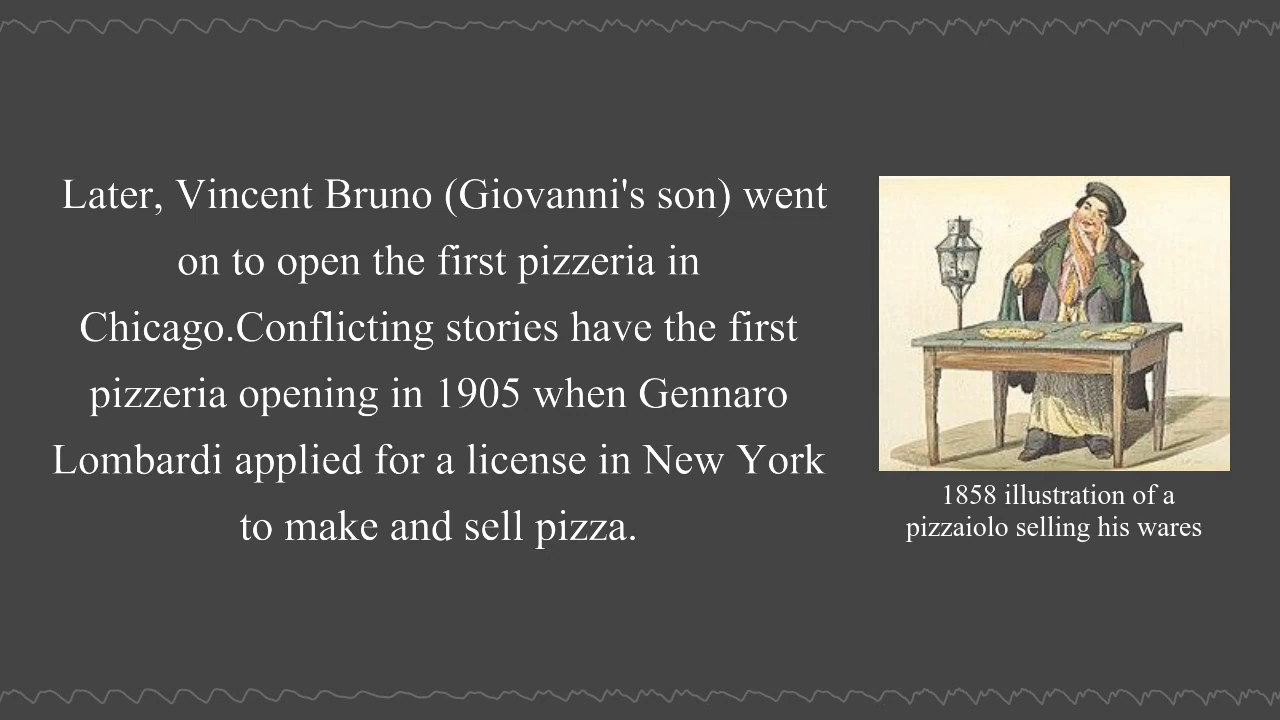 Later, Vincent Bruno (Giovanni's son) went
on to open the first pizzeria in
Chicago.Conflicting stories have the first
pizzeria opening in 1905 when Gennaro
Lombardi applied for a license in New York
to make and sell pizza.
1858 illustration of a
pizzaiolo selling his wares